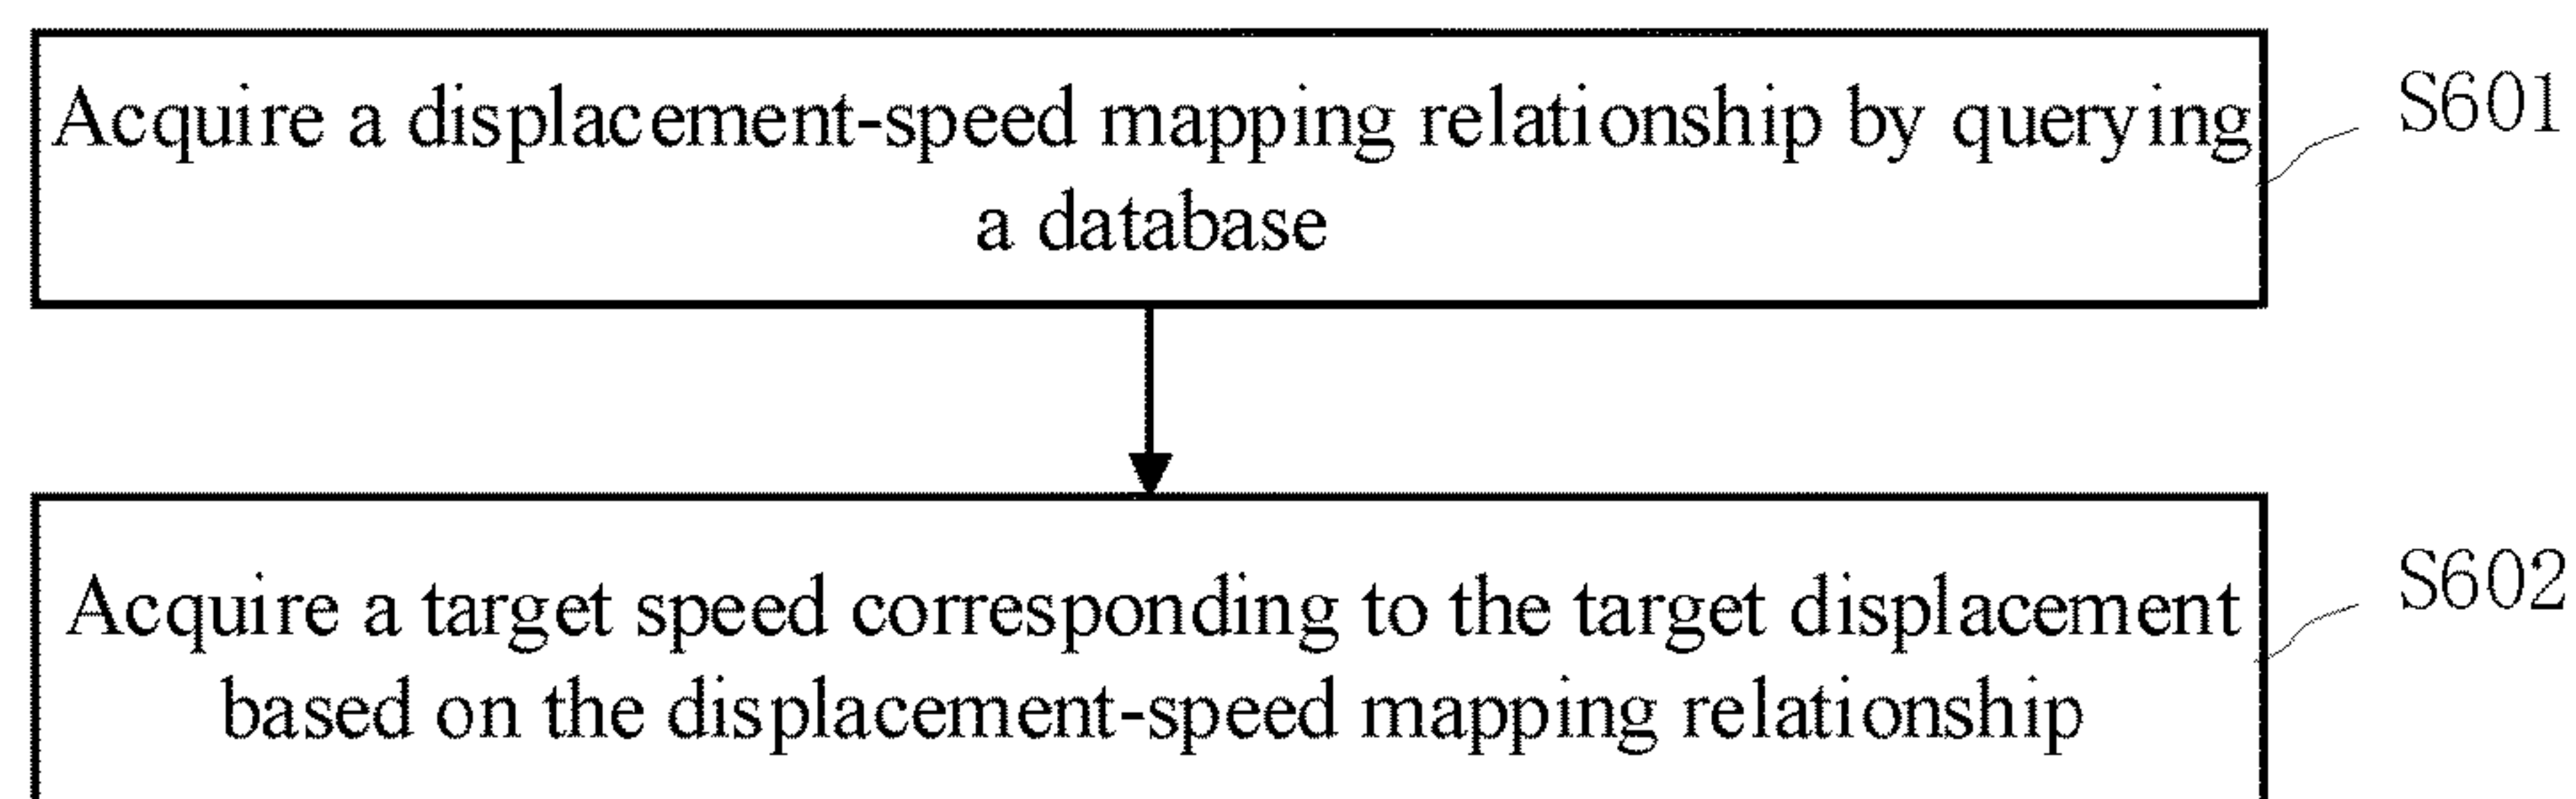 Acquire a displacement-speed mapping relationship by querying
a database
S601
Acquire a target speed corresponding to the target displacement
based on the displacement-speed mapping relationship
S602